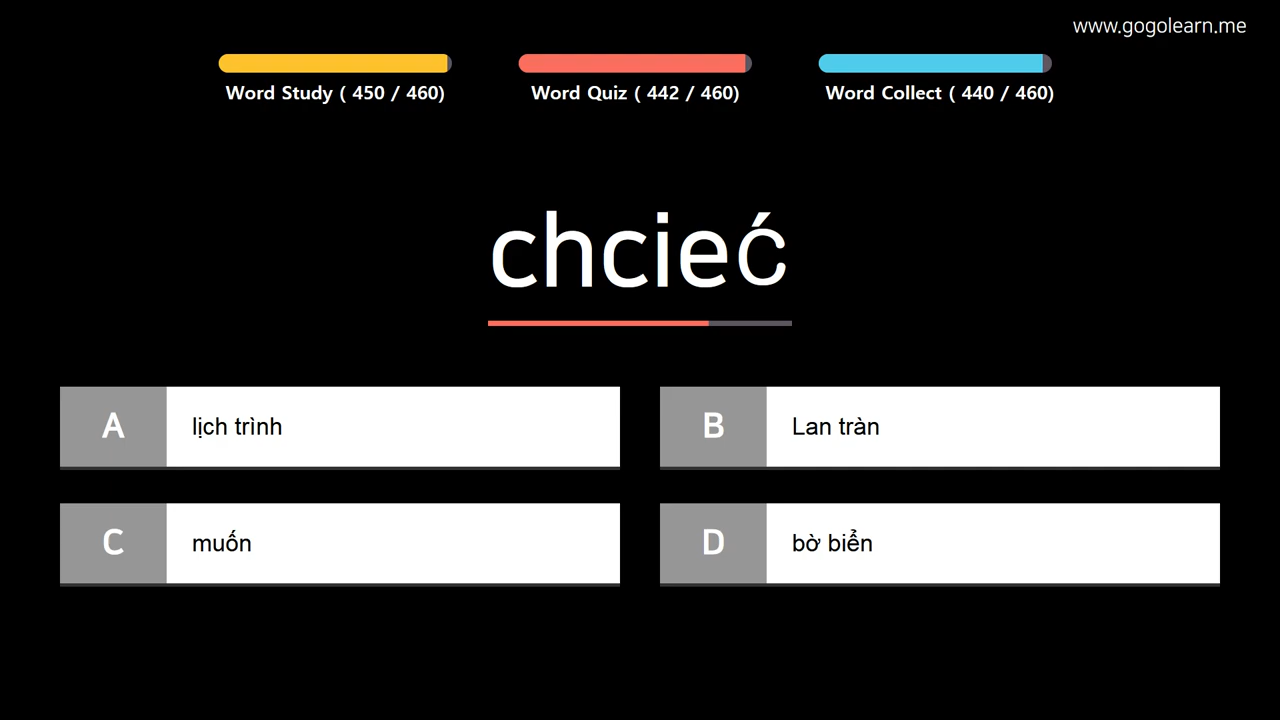 www.gogolearn.me
Word Study ( 450 / 460)
Word Quiz ( 442 / 460)
Word Collect ( 440 / 460)
chcieć
A lịch trình
B Lan tràn
C muốn
D bờ biển